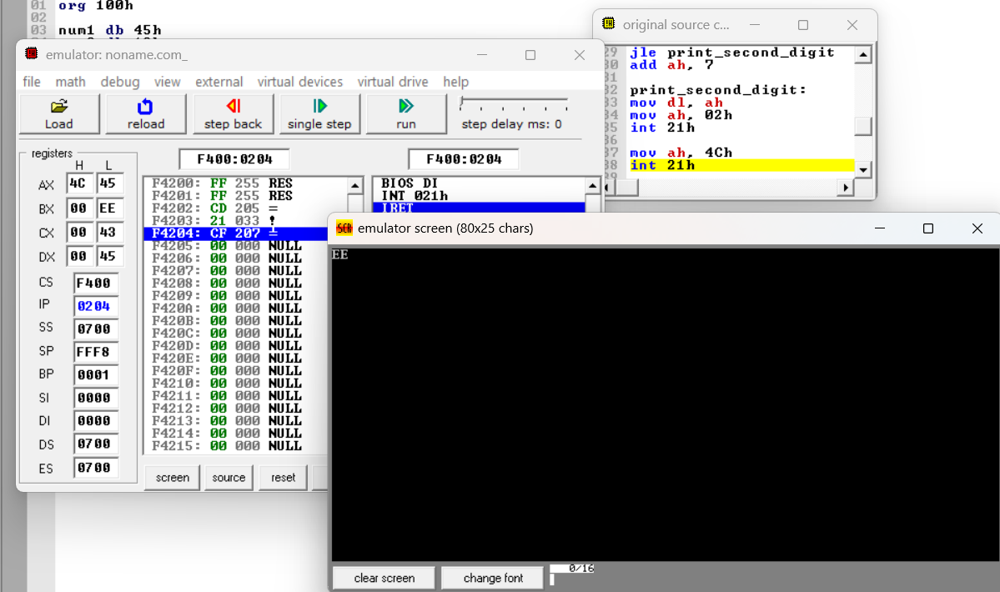 01 org 100h
02
03 num1 db 45h
emulator: noname.com_
file math debug view external virtual devices virtual drive help
Load reload step back single step run step delay ms: 0
registers
H L
AX 4C 45
BX 00 EE
CX 00 43
DX 00 45
CS F400
IP 0204
SS 0700
SP FFF8
BP 0001
SI 0000
DI 0000
DS 0700
ES 0700
F400:0204
F400:0204
F4200: FF 255 RES
F4201: FF 255 RES
F4202: CD 205 =
F4203: 21 033 !
F4204: CF 207 ╧
F4205: 00 000 NULL
F4206: 00 000 NULL
F4207: 00 000 NULL
F4208: 00 000 NULL
F4209: 00 000 NULL
F420A: 00 000 NULL
F420B: 00 000 NULL
F420C: 00 000 NULL
F420D: 00 000 NULL
F420E: 00 000 NULL
F420F: 00 000 NULL
F4210: 00 000 NULL
F4211: 00 000 NULL
F4212: 00 000 NULL
F4213: 00 000 NULL
F4214: 00 000 NULL
F4215: 00 000 NULL
BIOS DI
INT 021h
IRET
screen source reset
original source c...
29 jle print_second_digit
30 add ah, 7
31
32 print_second_digit:
33 mov dl, ah
34 mov ah, 02h
35 int 21h
36
37 mov ah, 4Ch
38 int 21h
39
SCR emulator screen (80x25 chars)
EE
clear screen change font 0/16